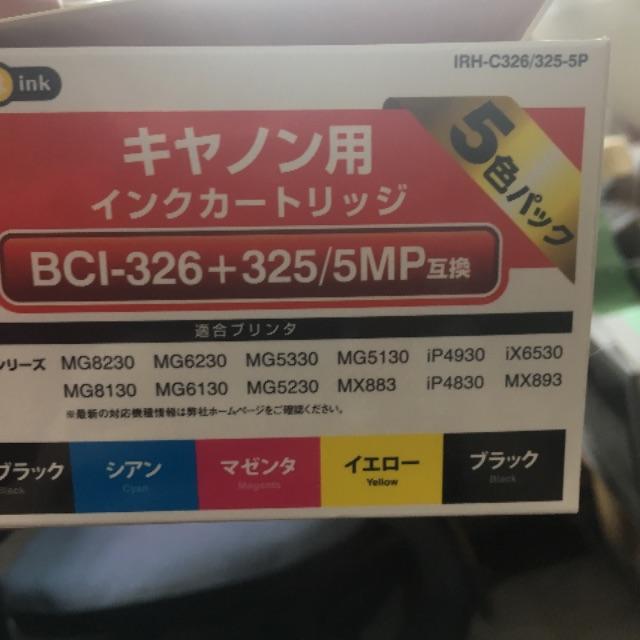 ink
IRH-C326/325-5P
5色パック
キヤノン用
インクカートリッジ
BCI-326+325/5MP互換
適合プリンタ
シリーズ MG8230 MG6230 MG5330 MG5130 iP4930 iX6530
MG8130 MG6130 MG5230 MX883 iP4830 MX893
※最新の対応機種情報は弊社ホームページをご確認ください。
ブラック シアン マゼンタ イエロー ブラック
Black Cyan Magenta Yellow Black